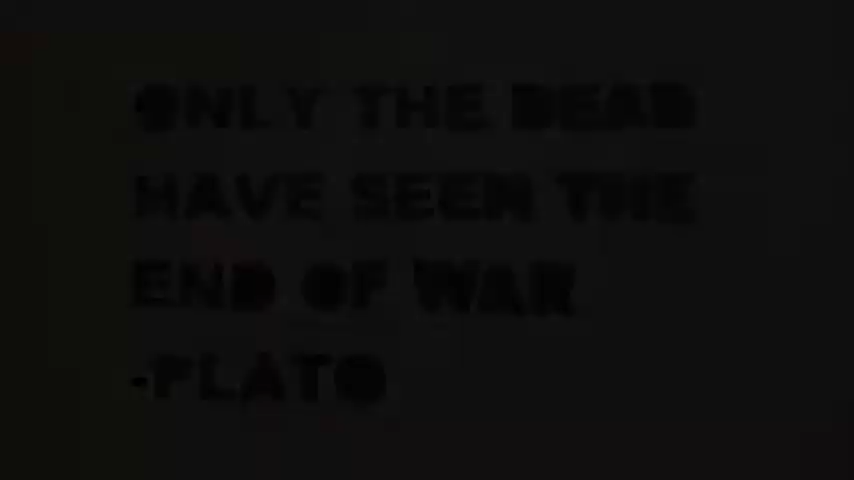 ONLY THE DEAD
HAVE SEEN THE
END OF WAR
-PLATO